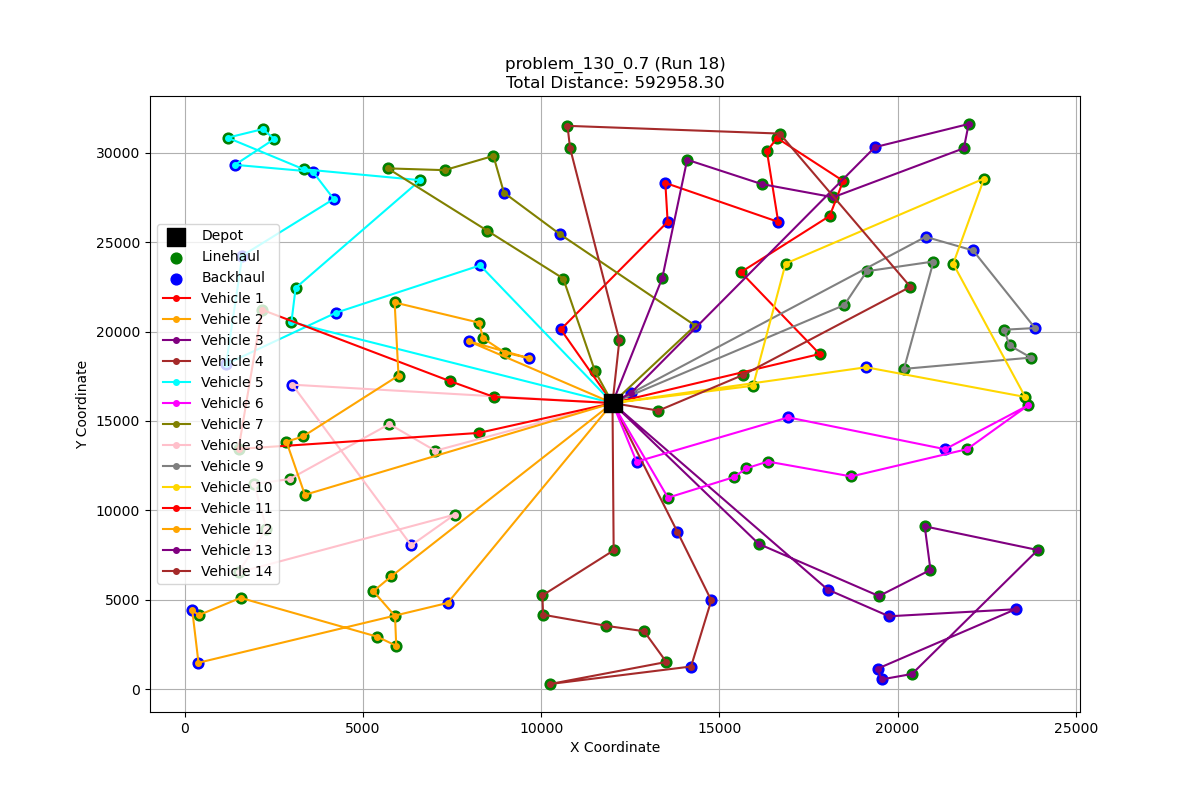 problem_130_0.7 (Run 18)
Total Distance: 592958.30
Y Coordinate
30000
25000
20000
15000
10000
5000
0
Depot
Linehaul
Backhaul
Vehicle 1
Vehicle 2
Vehicle 3
Vehicle 4
Vehicle 5
Vehicle 6
Vehicle 7
Vehicle 8
Vehicle 9
Vehicle 10
Vehicle 11
Vehicle 12
Vehicle 13
Vehicle 14
0 5000 10000 15000 20000 25000
X Coordinate